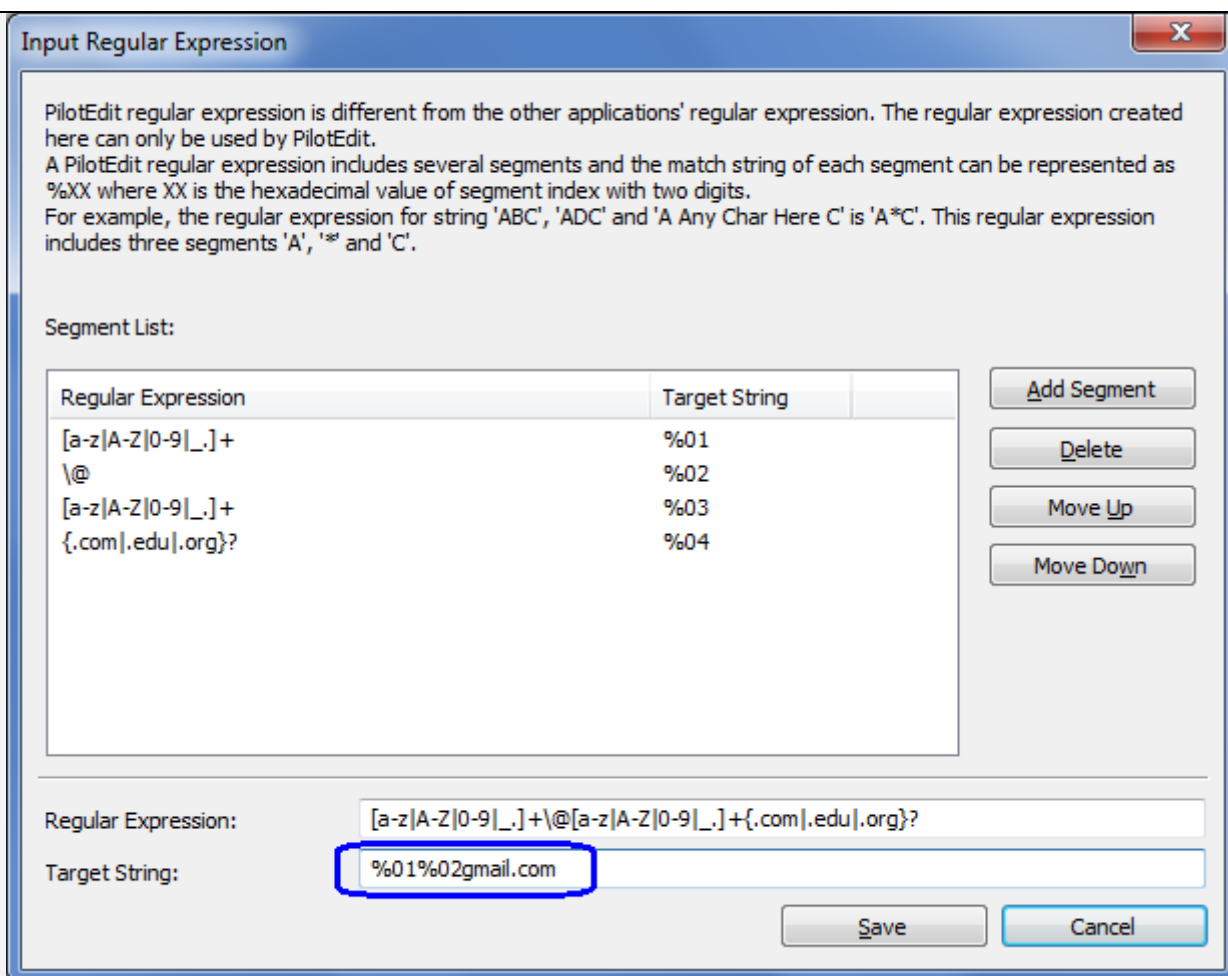 Input Regular Expression
x
PilotEdit regular expression is different from the other applications' regular expression. The regular expression created
here can only be used by PilotEdit.
A PilotEdit regular expression includes several segments and the match string of each segment can be represented as
%XX where XX is the hexadecimal value of segment index with two digits.
For example, the regular expression for string 'ABC', 'ADC' and 'A Any Char Here C' is 'A*C'. This regular expression
includes three segments 'A', '*' and 'C'.
Segment List:
Regular Expression Target String
[a-z|A-Z|0-9|_.]+ %01
\@ %02
[a-z|A-Z|0-9|_.]+ %03
{.com|.edu|.org}? %04
Add Segment
Delete
Move Up
Move Down
Regular Expression: [a-z|A-Z|0-9|_.]+\@[a-z|A-Z|0-9|_.]+{.com|.edu|.org}?
Target String: %01%02gmail.com
Save Cancel